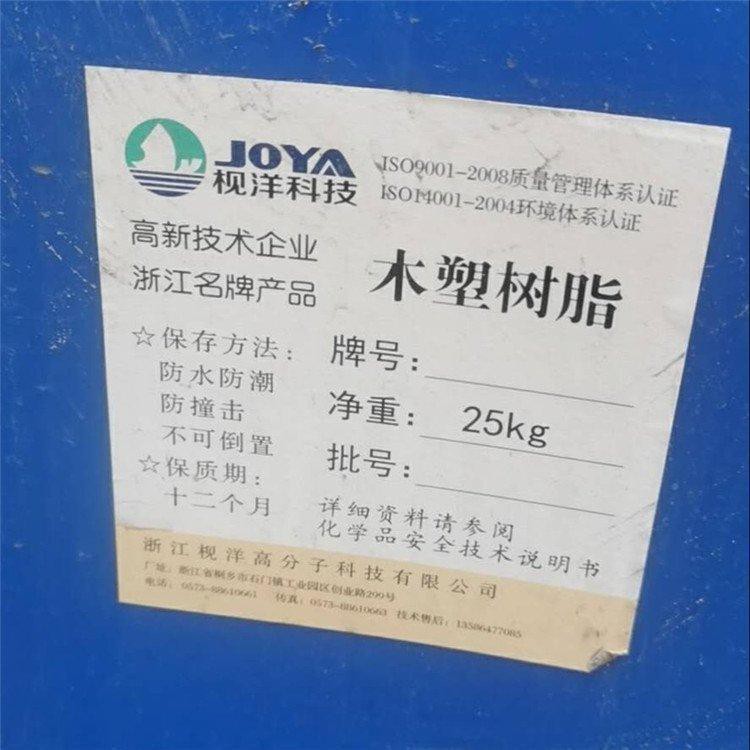 JOYA
枧洋科技
ISO9001-2008质量管理体系认证
ISO14001-2004环境体系认证
高新技术企业
浙江名牌产品
木塑树脂
☆保存方法:
防水防潮
防撞击
不可倒置
☆保质期:
十二个月
牌号:
净重: 25kg
批号:
详细资料请参阅
化学品安全技术说明书
浙江枧洋高分子科技有限公司
厂址: 浙江省桐乡市石门镇工业园区创业路299号
电话: 0573-88610661 传真: 0573-88610663 技术售后: 13586477085